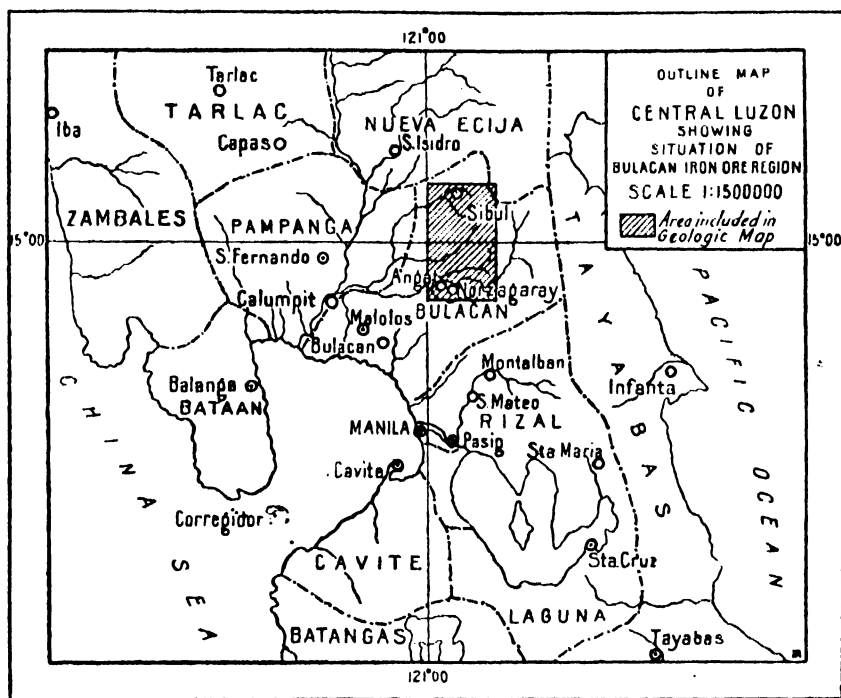 121°00
OUTLINE MAP
OF
CENTRAL LUZON
SHOWING
SITUATION OF
BULACAN IRON ORE REGION
SCALE 1:1500000
Area included in
Geologic Map
Tarlac
TARLAC
Iba
Capas
NUEVA ECIJA
S.Isidro
ZAMBALES
PAMPANGA
Sibul
15°00
15°00
S. Fernando
Angat
Norzagaray
Calumpit
BULACAN
Malolos
Bulacan
Montalban
Balanga
BATAAN
S. Mateo
RIZAL
Infanta
MANILA
Pasig
Sta Maria
Cavite
TAYABAS
PACIFIC OCEAN
CHINA SEA
Corregidor
CAVITE
Sta.Cruz
LAGUNA
BATANGAS
Tayabas
121°00